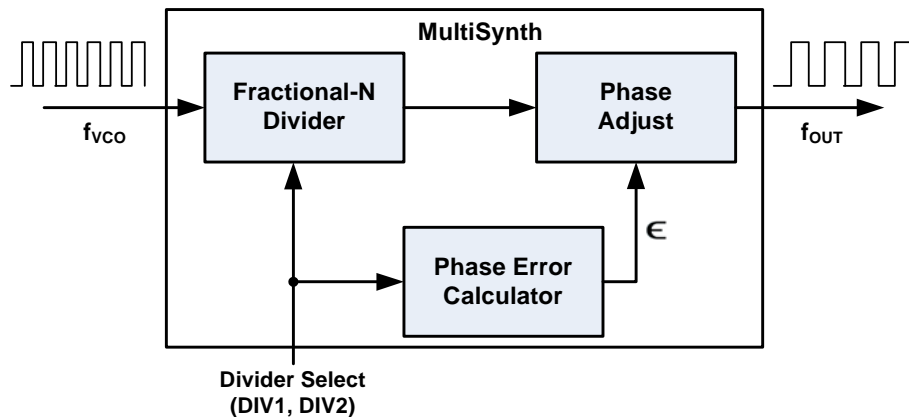 MultiSynth
Fractional-N
Divider
Phase
Adjust
fVCO
fOUT
ϵ
Phase Error
Calculator
Divider Select
(DIV1, DIV2)